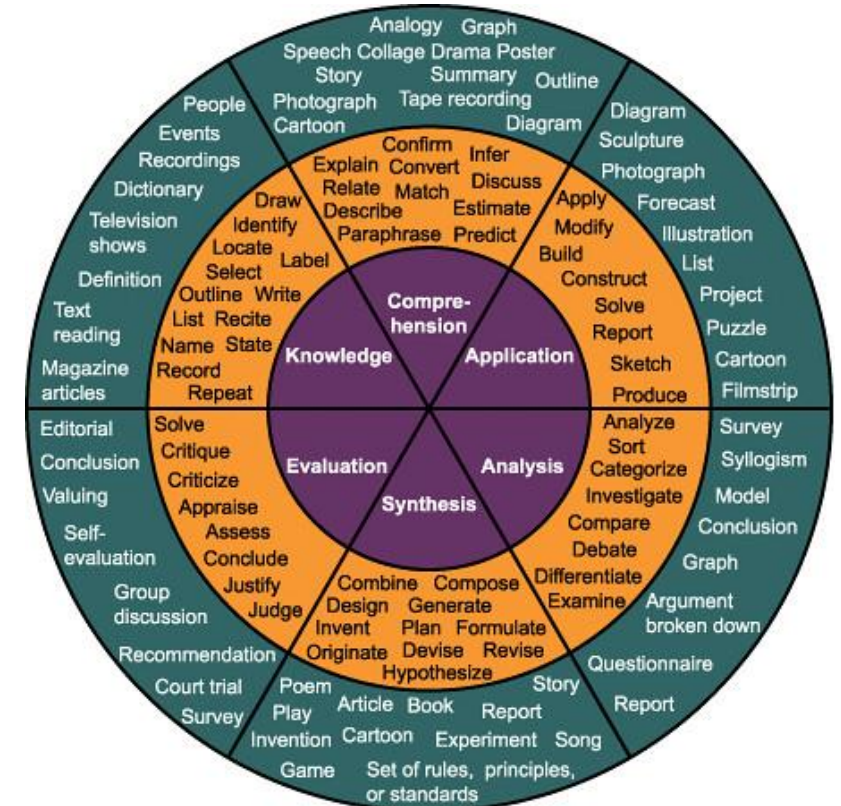 Analogy Graph
Speech Collage Drama Poster
Story Summary Outline
Photograph Tape recording
Cartoon Diagram
Confirm
Explain Convert Infer
Relate Match Discuss
Describe Estimate
Paraphrase Predict
Compre-
hension
People
Events
Recordings
Dictionary
Television
shows
Definition
Text
reading
Magazine
articles
Draw
Identify
Locate
Select Label
Outline Write
List Recite
Name State
Record
Repeat
Knowledge
Diagram
Sculpture
Photograph
Forecast
Illustration
List
Project
Puzzle
Cartoon
Filmstrip
Apply
Modify
Build
Construct
Solve
Report
Sketch
Produce
Application
Editorial
Conclusion
Valuing
Self-
evaluation
Group
discussion
Recommendation
Court trial
Survey
Solve
Critique
Criticize
Appraise
Assess
Conclude
Justify
Judge
Evaluation
Analysis
Analyze
Sort
Categorize
Investigate
Compare
Debate
Differentiate
Examine
Survey
Syllogism
Model
Conclusion
Graph
Argument
broken down
Questionnaire
Report
Synthesis
Combine Compose
Design Generate
Invent Plan Formulate
Originate Devise Revise
Hypothesize
Poem Story
Play Article Book Report
Invention Cartoon Experiment Song
Game Set of rules, principles,
or standards